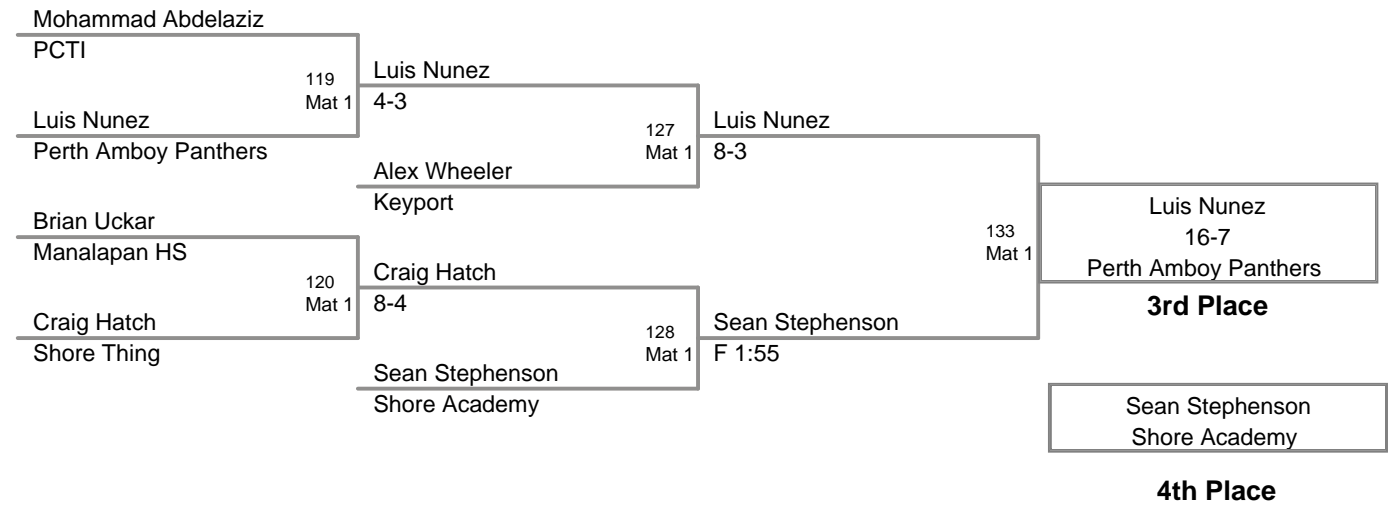 Mohammad Abdelaziz
PCTI
119
Mat 1
Luis Nunez
4-3
Luis Nunez
Perth Amboy Panthers
127
Mat 1
Luis Nunez
8-3
Alex Wheeler
Keyport
Brian Uckar
Manalapan HS
120
Mat 1
Craig Hatch
8-4
Craig Hatch
Shore Thing
128
Mat 1
Sean Stephenson
F 1:55
Sean Stephenson
Shore Academy
133
Mat 1
Luis Nunez
16-7
Perth Amboy Panthers
3rd Place
Sean Stephenson
Shore Academy
4th Place